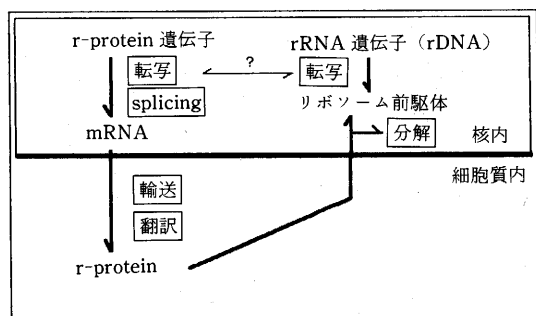 r-protein 遺伝子
rRNA 遺伝子（rDNA）
転写
?
転写
splicing
リボソーム前駆体
mRNA
分解
核内
細胞質内
輸送
翻訳
r-protein